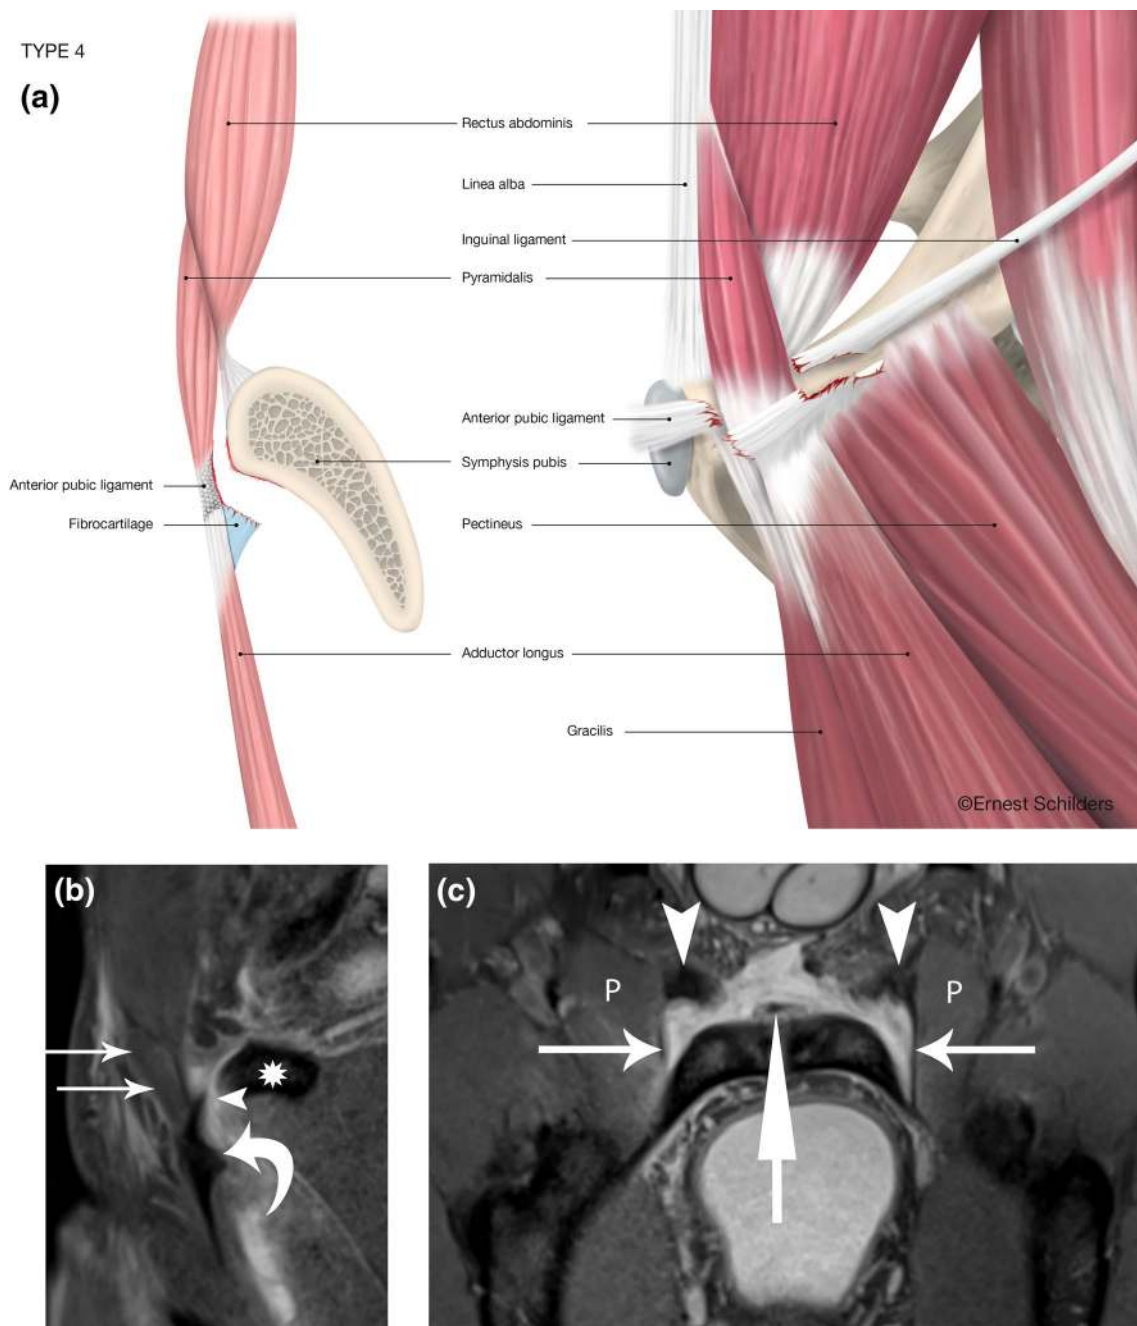 TYPE 4
(a)
Rectus abdominis
Linea alba
Inguinal ligament
Pyramidalis
Anterior pubic ligament
Symphysis pubis
Anterior pubic ligament
Fibrocartilage
Pectineus
Adductor longus
Gracilis
©Ernest Schilders
(b)
(c)
P
P